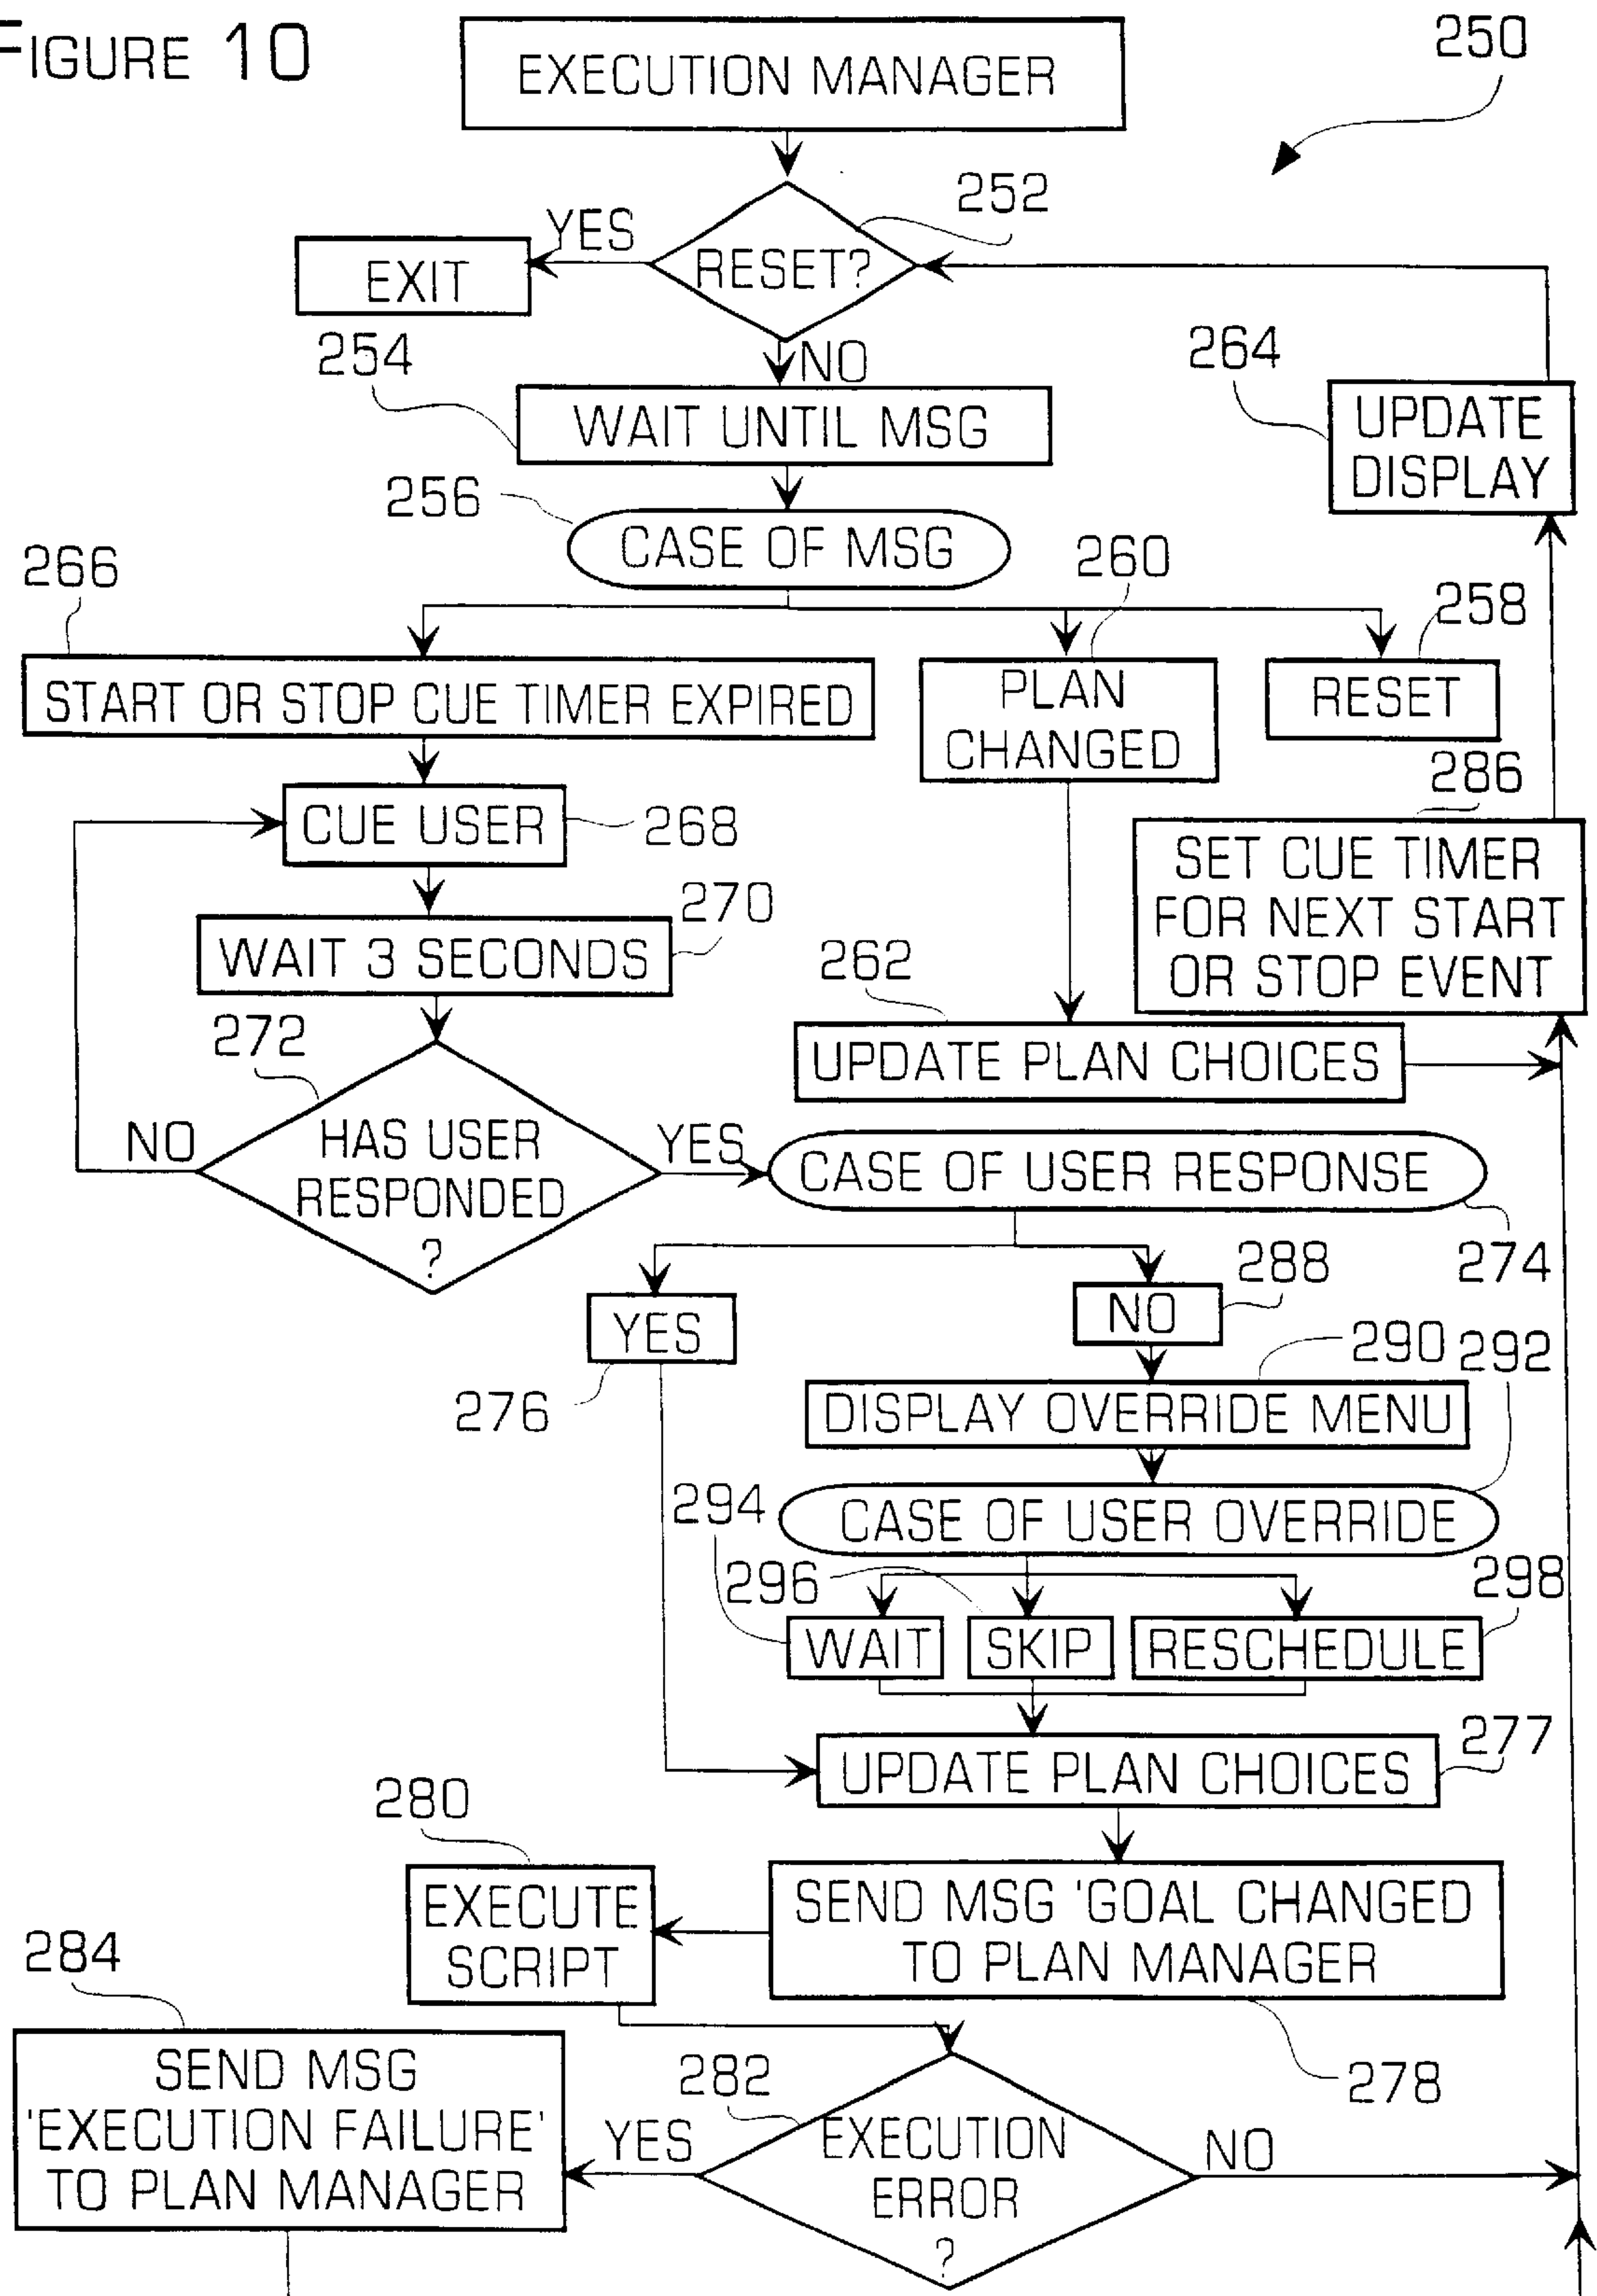 FIGURE 10
250
EXECUTION MANAGER
252
YES
RESET?
EXIT
254
NO
264
WAIT UNTIL MSG
UPDATE
DISPLAY
256
CASE OF MSG
260
266
258
START OR STOP CUE TIMER EXPIRED
PLAN
CHANGED
RESET
286
CUE USER
268
SET CUE TIMER
FOR NEXT START
OR STOP EVENT
270
WAIT 3 SECONDS
262
272
UPDATE PLAN CHOICES
NO
HAS USER
RESPONDED
?
YES
CASE OF USER RESPONSE
274
288
YES
NO
276
290
292
DISPLAY OVERRIDE MENU
294
CASE OF USER OVERRIDE
296
298
WAIT
SKIP
RESCHEDULE
277
UPDATE PLAN CHOICES
280
EXECUTE
SCRIPT
SEND MSG 'GOAL CHANGED
TO PLAN MANAGER
284
278
SEND MSG
'EXECUTION FAILURE'
TO PLAN MANAGER
282
YES
EXECUTION
ERROR
?
NO